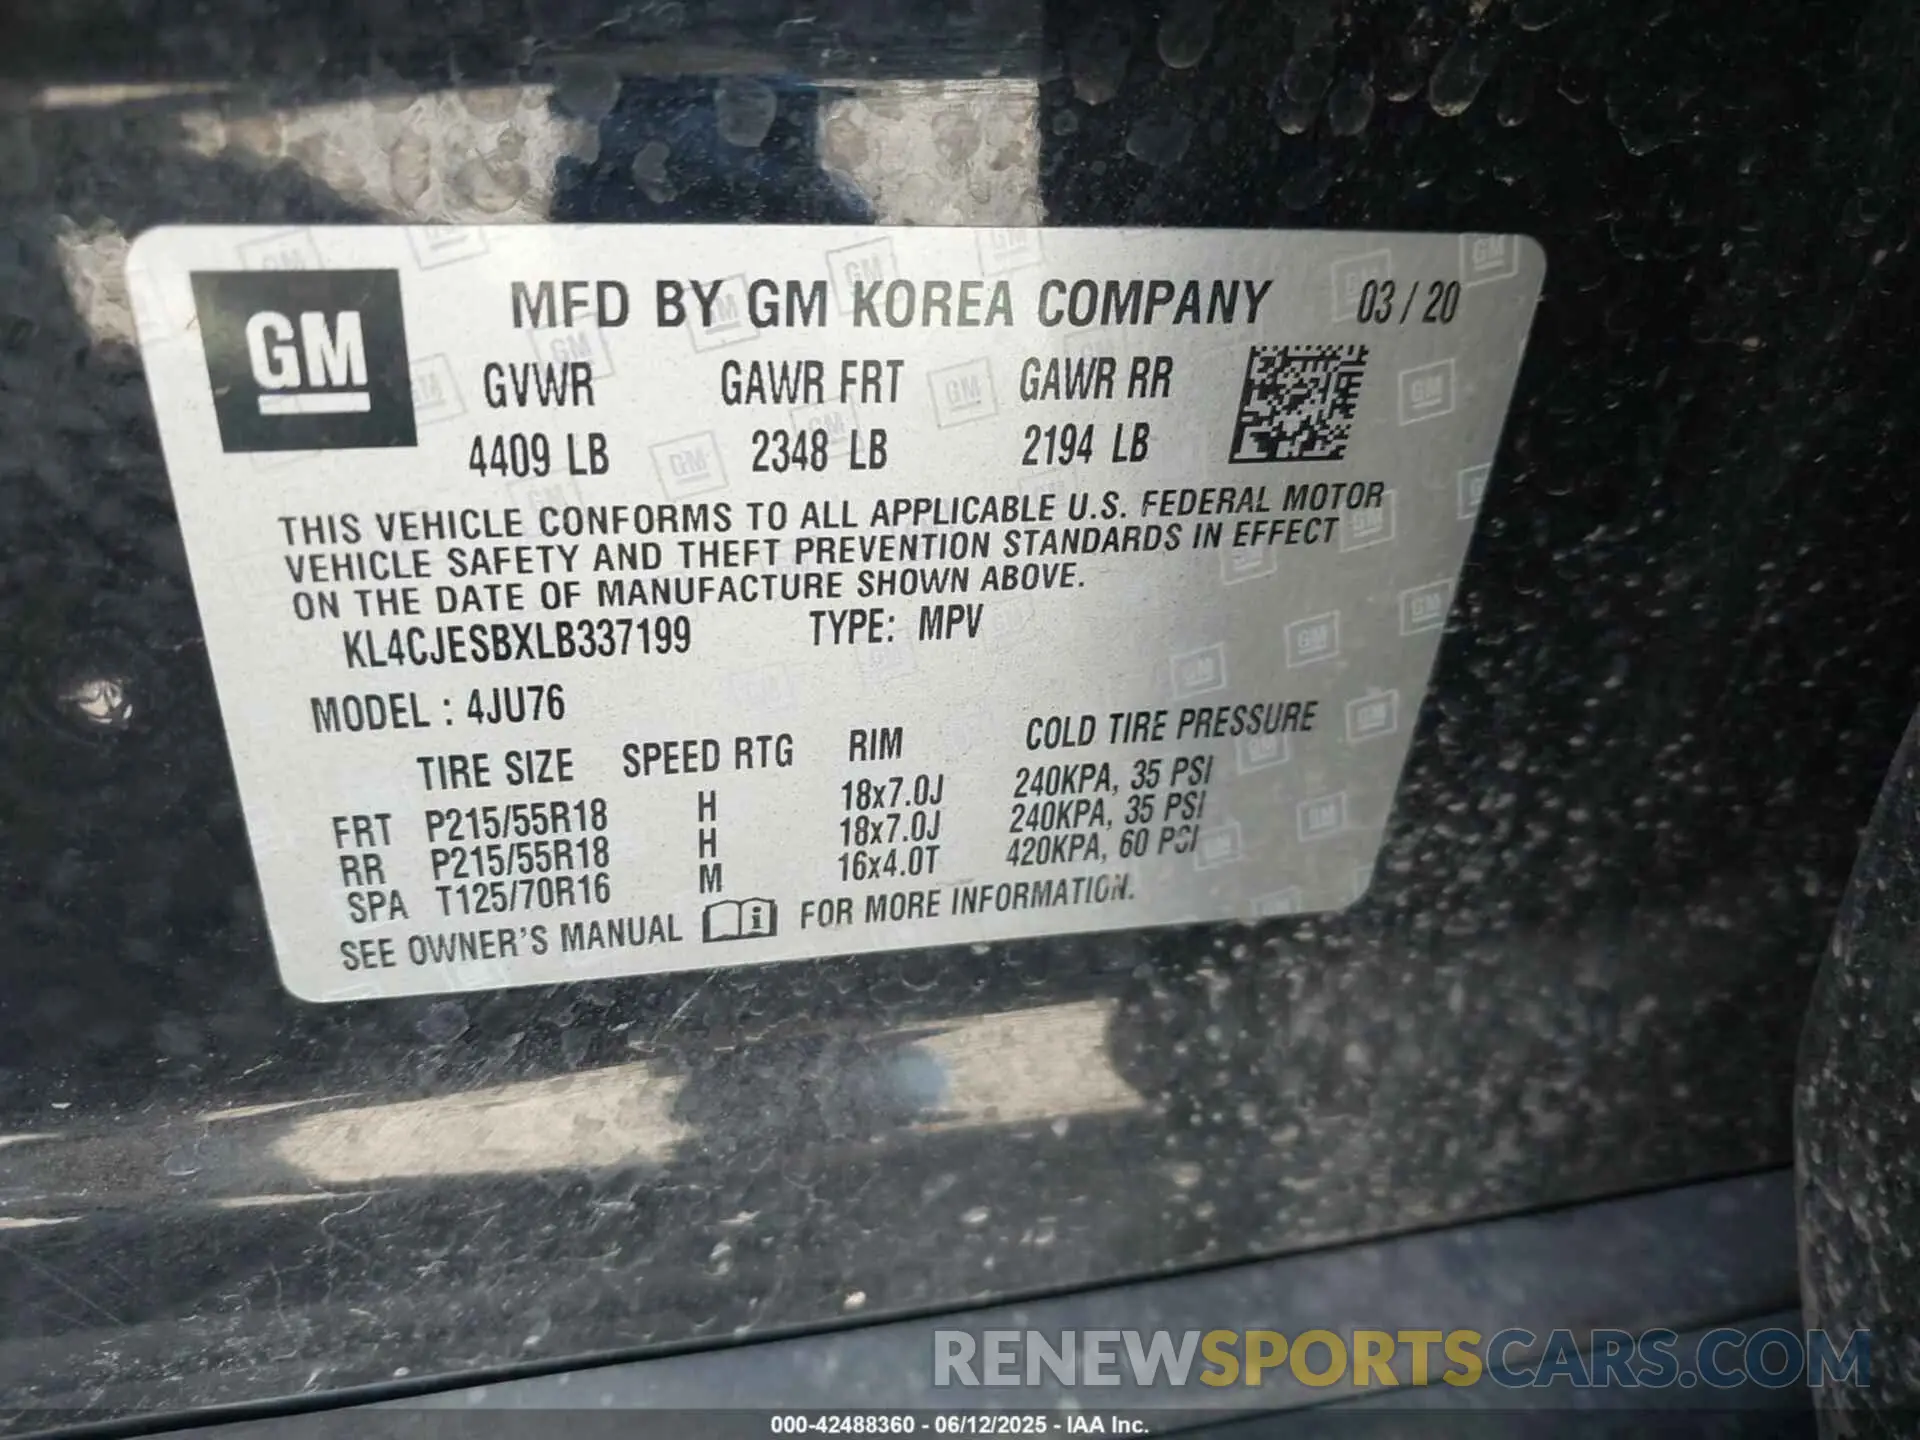 GM
MFD BY GM KOREA COMPANY 03 / 20
GVWR GAWR FRT GAWR RR
4409 LB 2348 LB 2194 LB
THIS VEHICLE CONFORMS TO ALL APPLICABLE U.S. FEDERAL MOTOR
VEHICLE SAFETY AND THEFT PREVENTION STANDARDS IN EFFECT
ON THE DATE OF MANUFACTURE SHOWN ABOVE.
KL4CJESBXLB337199 TYPE: MPV
MODEL : 4JU76
TIRE SIZE SPEED RTG RIM COLD TIRE PRESSURE
FRT P215/55R18 H 18x7.0J 240KPA, 35 PSI
RR P215/55R18 H 18x7.0J 240KPA, 35 PSI
SPA T125/70R16 M 16x4.0T 420KPA, 60 PSI
SEE OWNER'S MANUAL i FOR MORE INFORMATION.
RENEWSPORTSCARS.COM
000-42488360 - 06/12/2025 - IAA Inc.